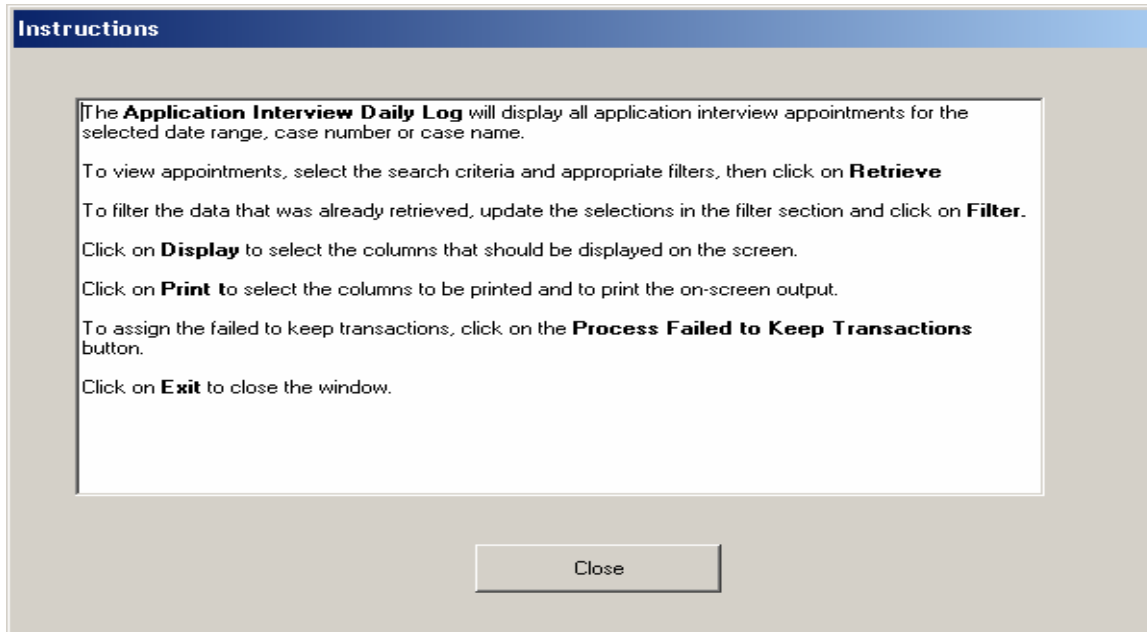 Instructions
The Application Interview Daily Log will display all application interview appointments for the
selected date range, case number or case name.
To view appointments, select the search criteria and appropriate filters, then click on Retrieve
To filter the data that was already retrieved, update the selections in the filter section and click on Filter.
Click on Display to select the columns that should be displayed on the screen.
Click on Print to select the columns to be printed and to print the on-screen output.
To assign the failed to keep transactions, click on the Process Failed to Keep Transactions
button.
Click on Exit to close the window.
Close